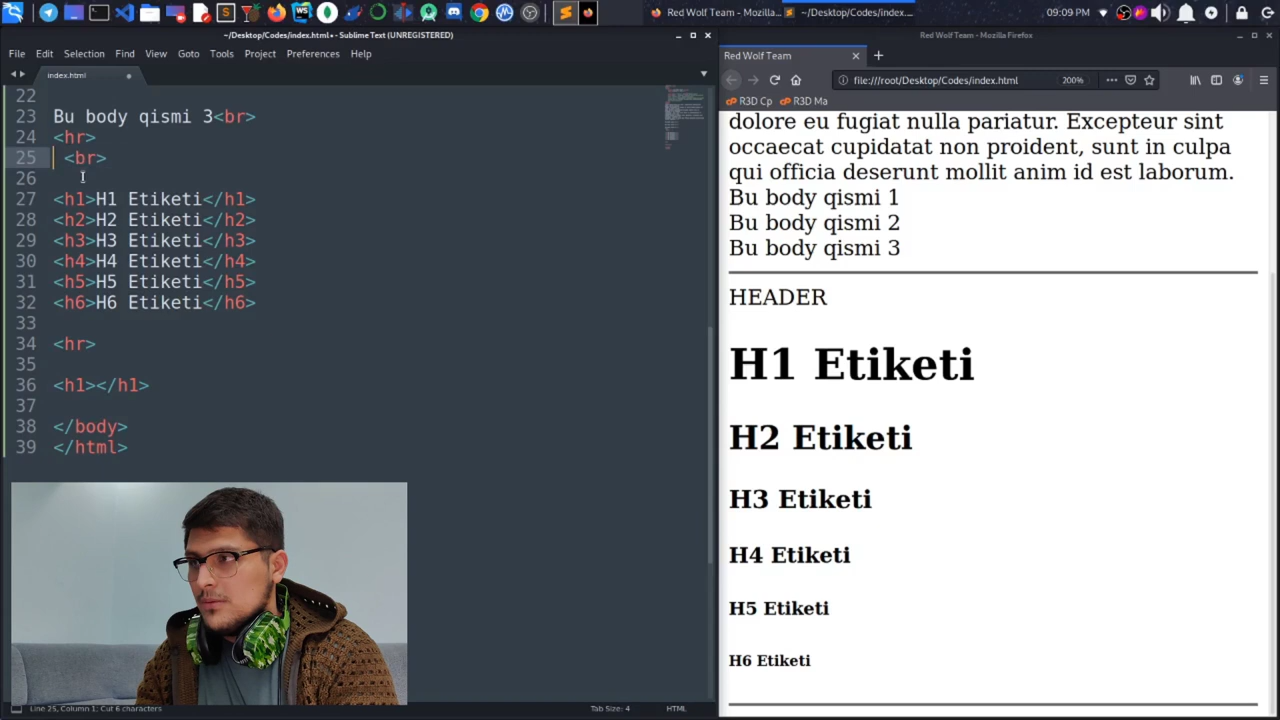 Red Wolf Team - Mozilla...
~/Desktop/Codes/index....
09:09 PM
~/Desktop/Codes/index.html • - Sublime Text (UNREGISTERED)
File Edit Selection Find View Goto Tools Project Preferences Help
index.html
22
23 Bu body qismi 3<br>
24 <hr>
25 <br>
26
27 <h1>H1 Etiketi</h1>
28 <h2>H2 Etiketi</h2>
29 <h3>H3 Etiketi</h3>
30 <h4>H4 Etiketi</h4>
31 <h5>H5 Etiketi</h5>
32 <h6>H6 Etiketi</h6>
33
34 <hr>
35
36 <h1></h1>
37
38 </body>
39 </html>
Line 25, Column 1; Cut 6 characters
Tab Size: 4
HTML
Red Wolf Team - Mozilla Firefox
Red Wolf Team
file:///root/Desktop/Codes/index.html
200%
R3D Cp R3D Ma
dolore eu fugiat nulla pariatur. Excepteur sint
occaecat cupidatat non proident, sunt in culpa
qui officia deserunt mollit anim id est laborum.
Bu body qismi 1
Bu body qismi 2
Bu body qismi 3
HEADER
H1 Etiketi
H2 Etiketi
H3 Etiketi
H4 Etiketi
H5 Etiketi
H6 Etiketi